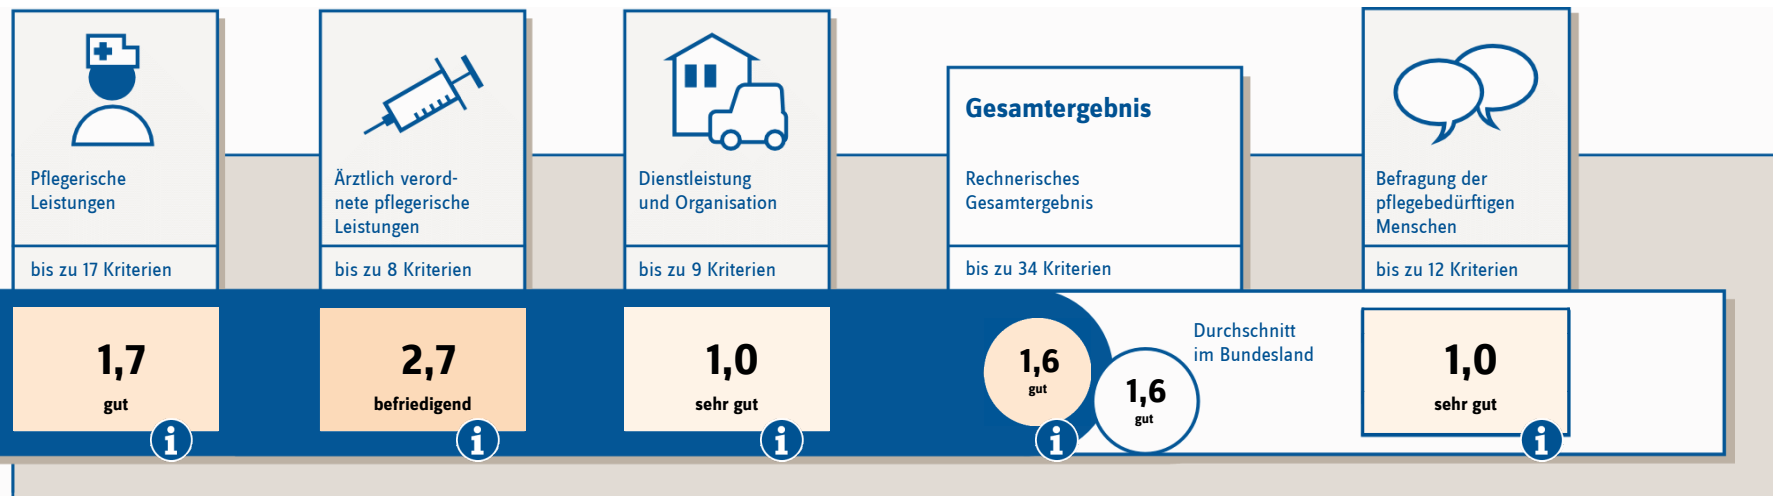 Pflegerische
Leistungen
bis zu 17 Kriterien
1,7
gut
i
Ärztlich verord-
nete pflegerische
Leistungen
bis zu 8 Kriterien
2,7
befriedigend
i
Dienstleistung
und Organisation
bis zu 9 Kriterien
1,0
sehr gut
i
Gesamtergebnis
Rechnerisches
Gesamtergebnis
bis zu 34 Kriterien
1,6
gut
i
1,6
gut
Durchschnitt
im Bundesland
Befragung der
pflegebedürftigen
Menschen
bis zu 12 Kriterien
1,0
sehr gut
i